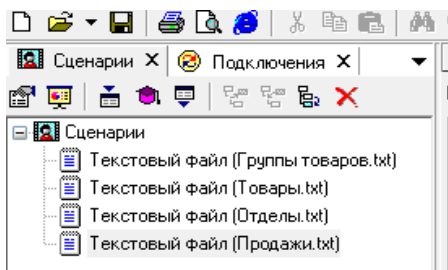 Сценарии X Подключения X
Сценарии
Текстовый файл (Группы товаров.txt)
Текстовый файл (Товары.txt)
Текстовый файл (Отделы.txt)
Текстовый файл (Продажи.txt)